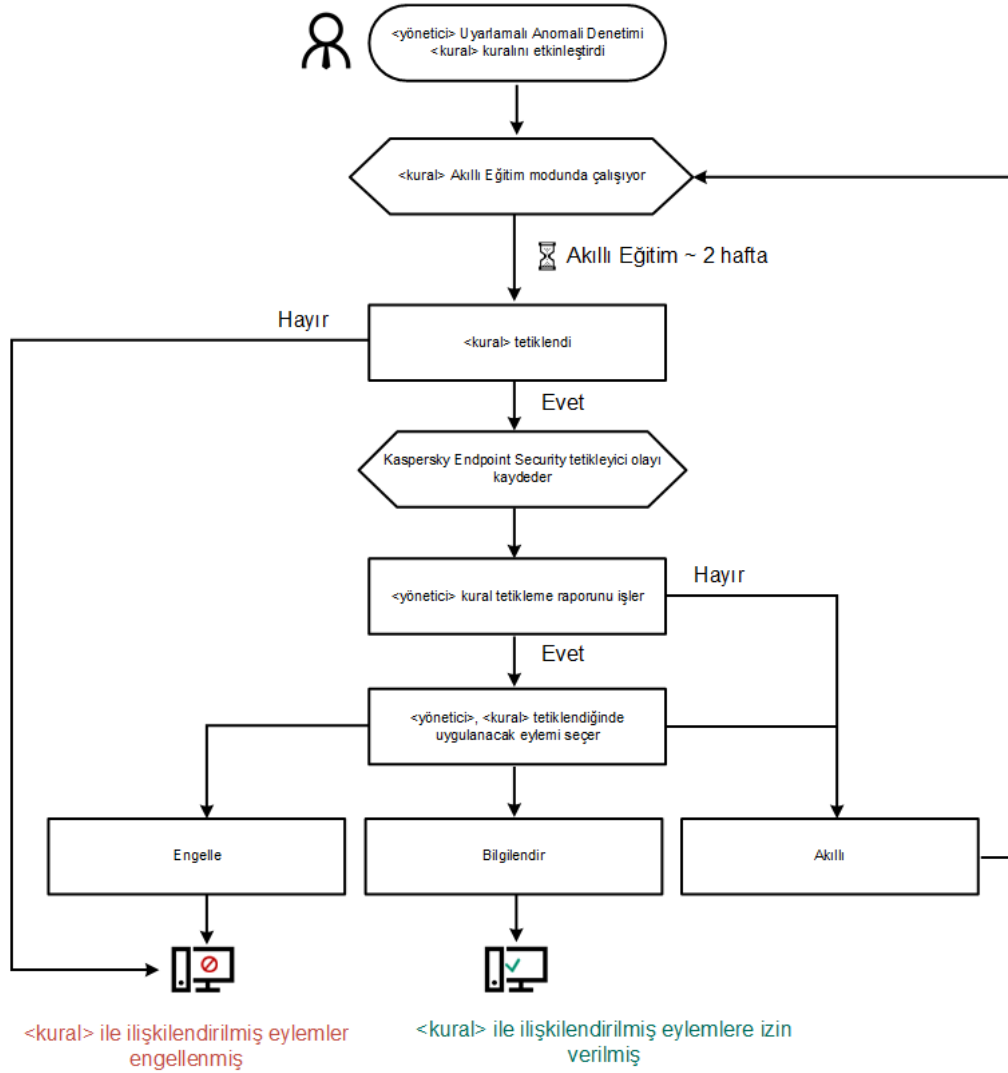 <yönetici> Uyarlamalı Anomali Denetimi
<kural> kuralını etkinleştirdi
<kural> Akıllı Eğitim modunda çalışıyor
Akıllı Eğitim ~ 2 hafta
Hayır
<kural> tetiklendi
Evet
Kaspersky Endpoint Security tetikleyici olayı
kaydeder
Hayır
<yönetici> kural tetikleme raporunu işler
Evet
<yönetici>, <kural> tetiklendiğinde
uygulanacak eylemi seçer
Engelle
Bilgilendir
Akıllı
<kural> ile ilişkilendirilmiş eylemler
engellenmiş
<kural> ile ilişkilendirilmiş eylemlere izin
verilmiş